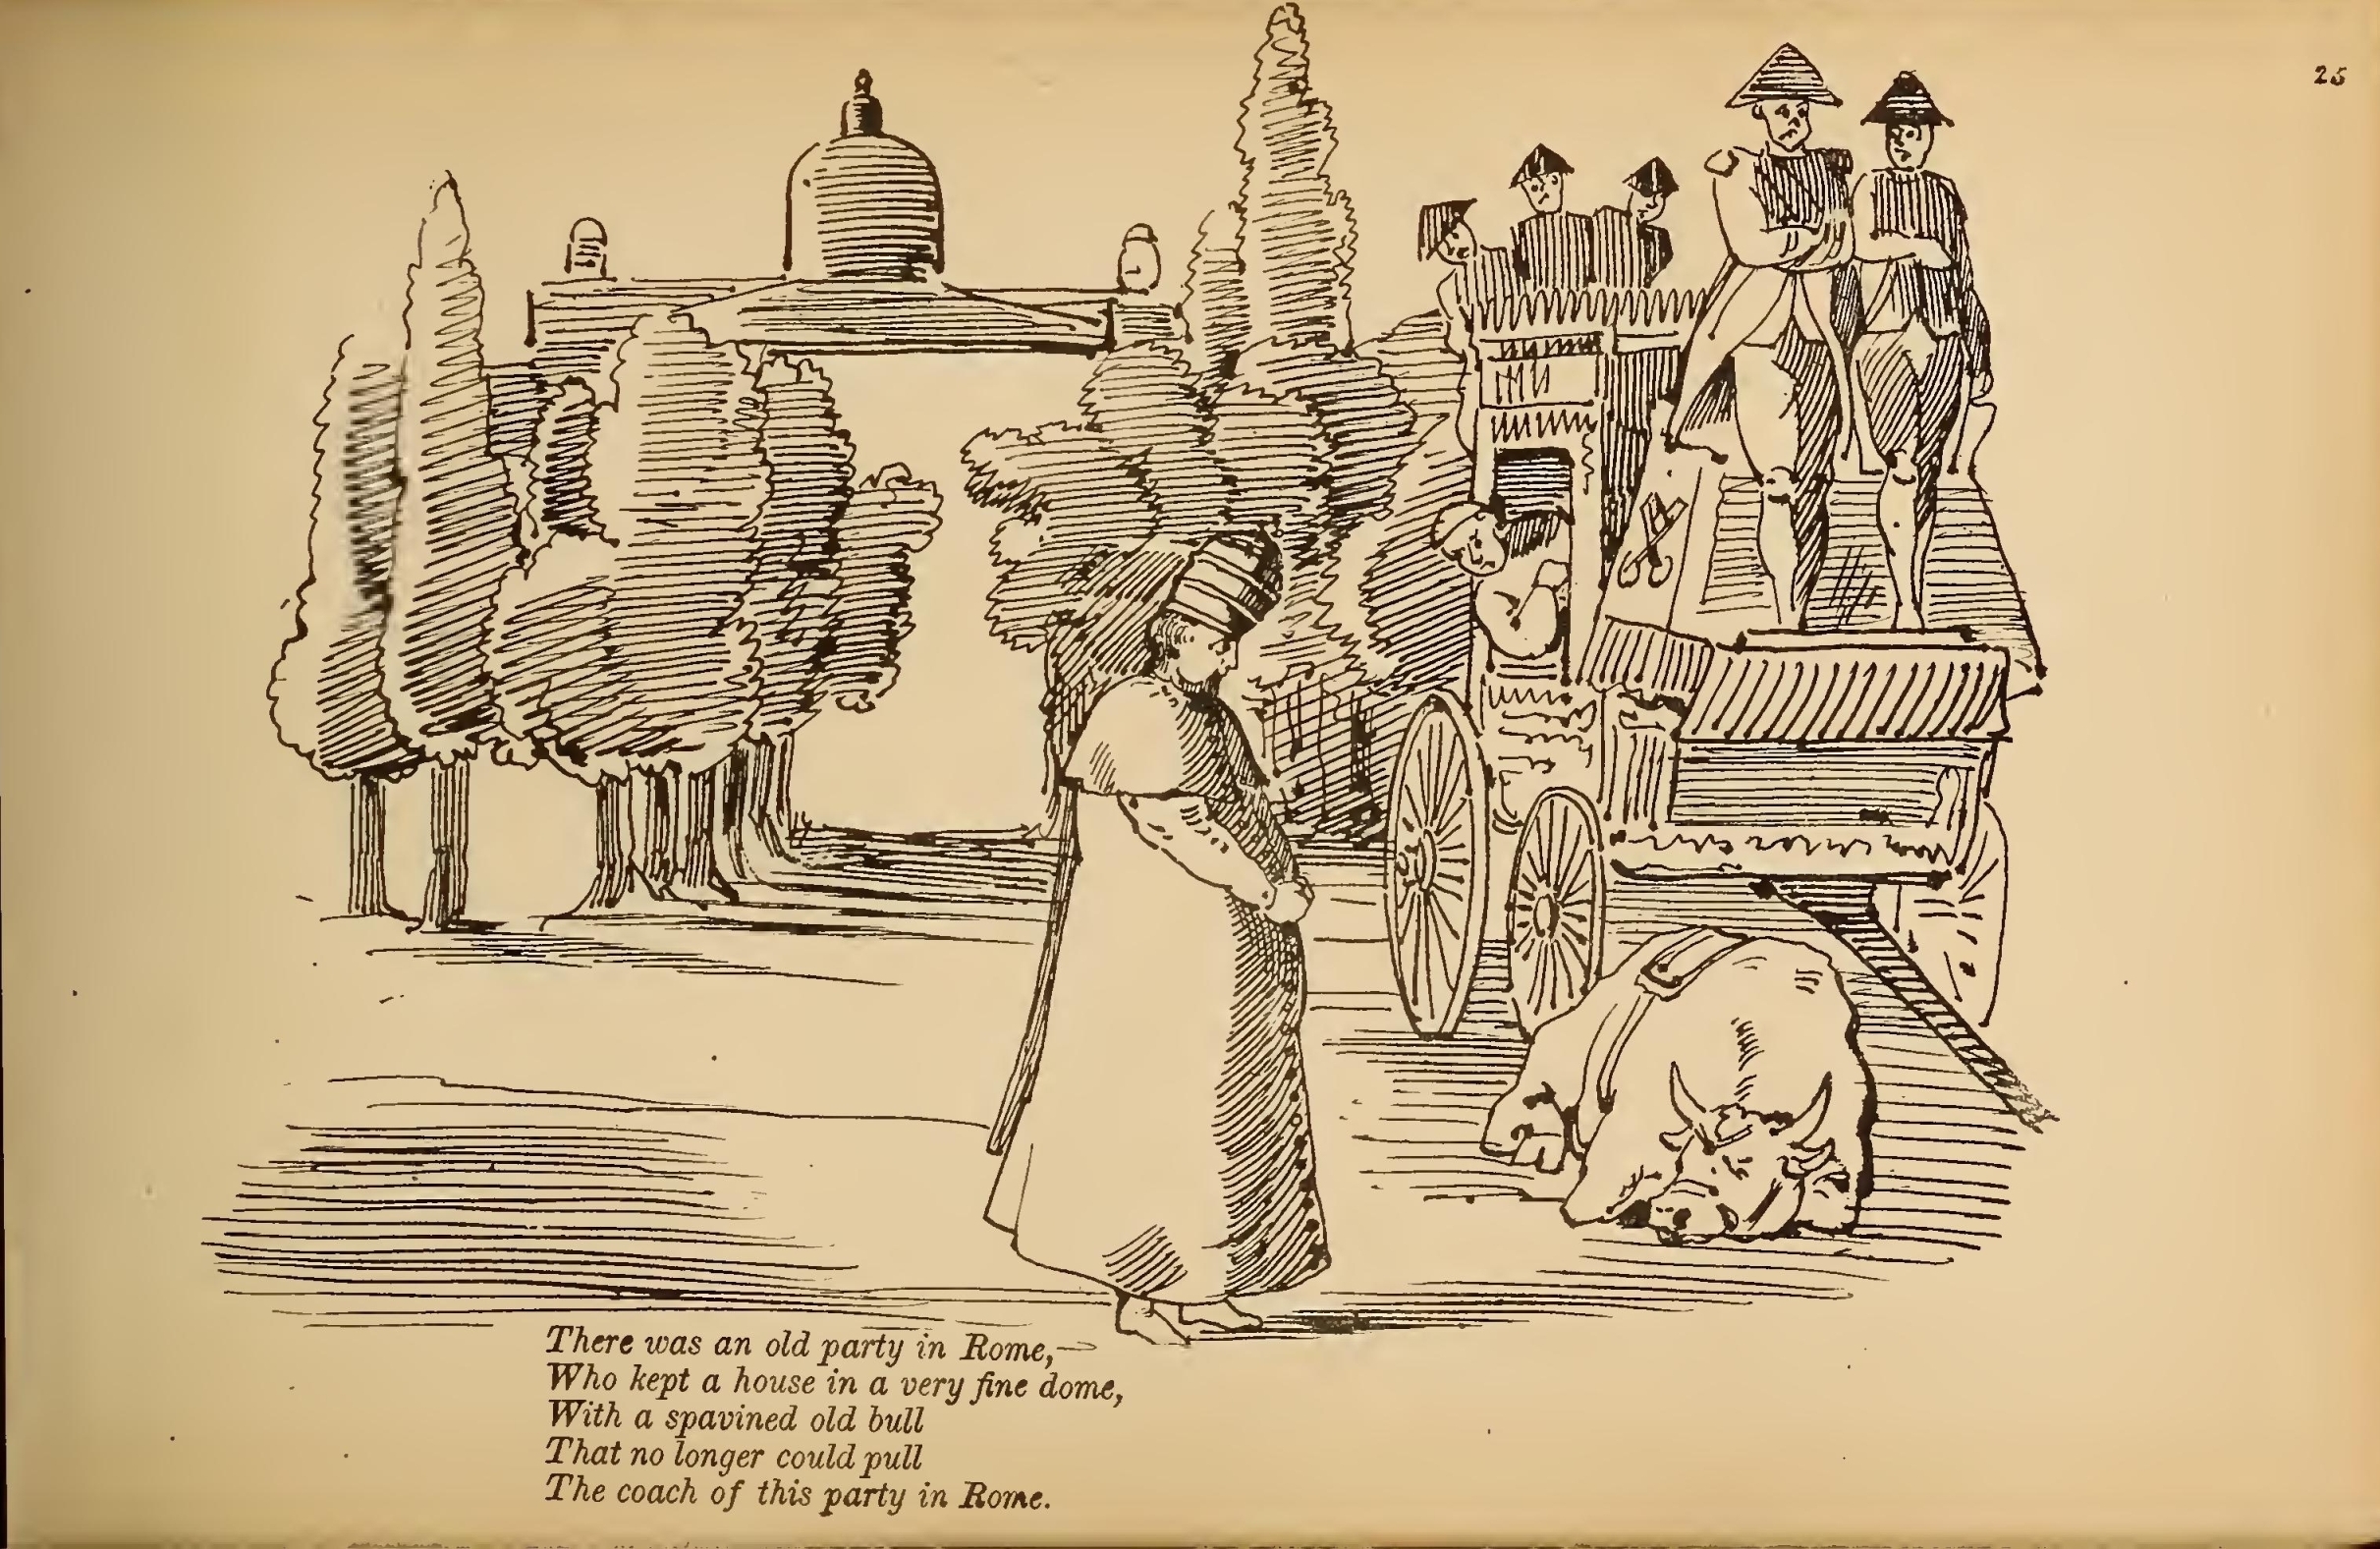 25
There was an old party in Rome,—
Who kept a house in a very fine dome,
With a spavined old bull
That no longer could pull
The coach of this party in Rome.